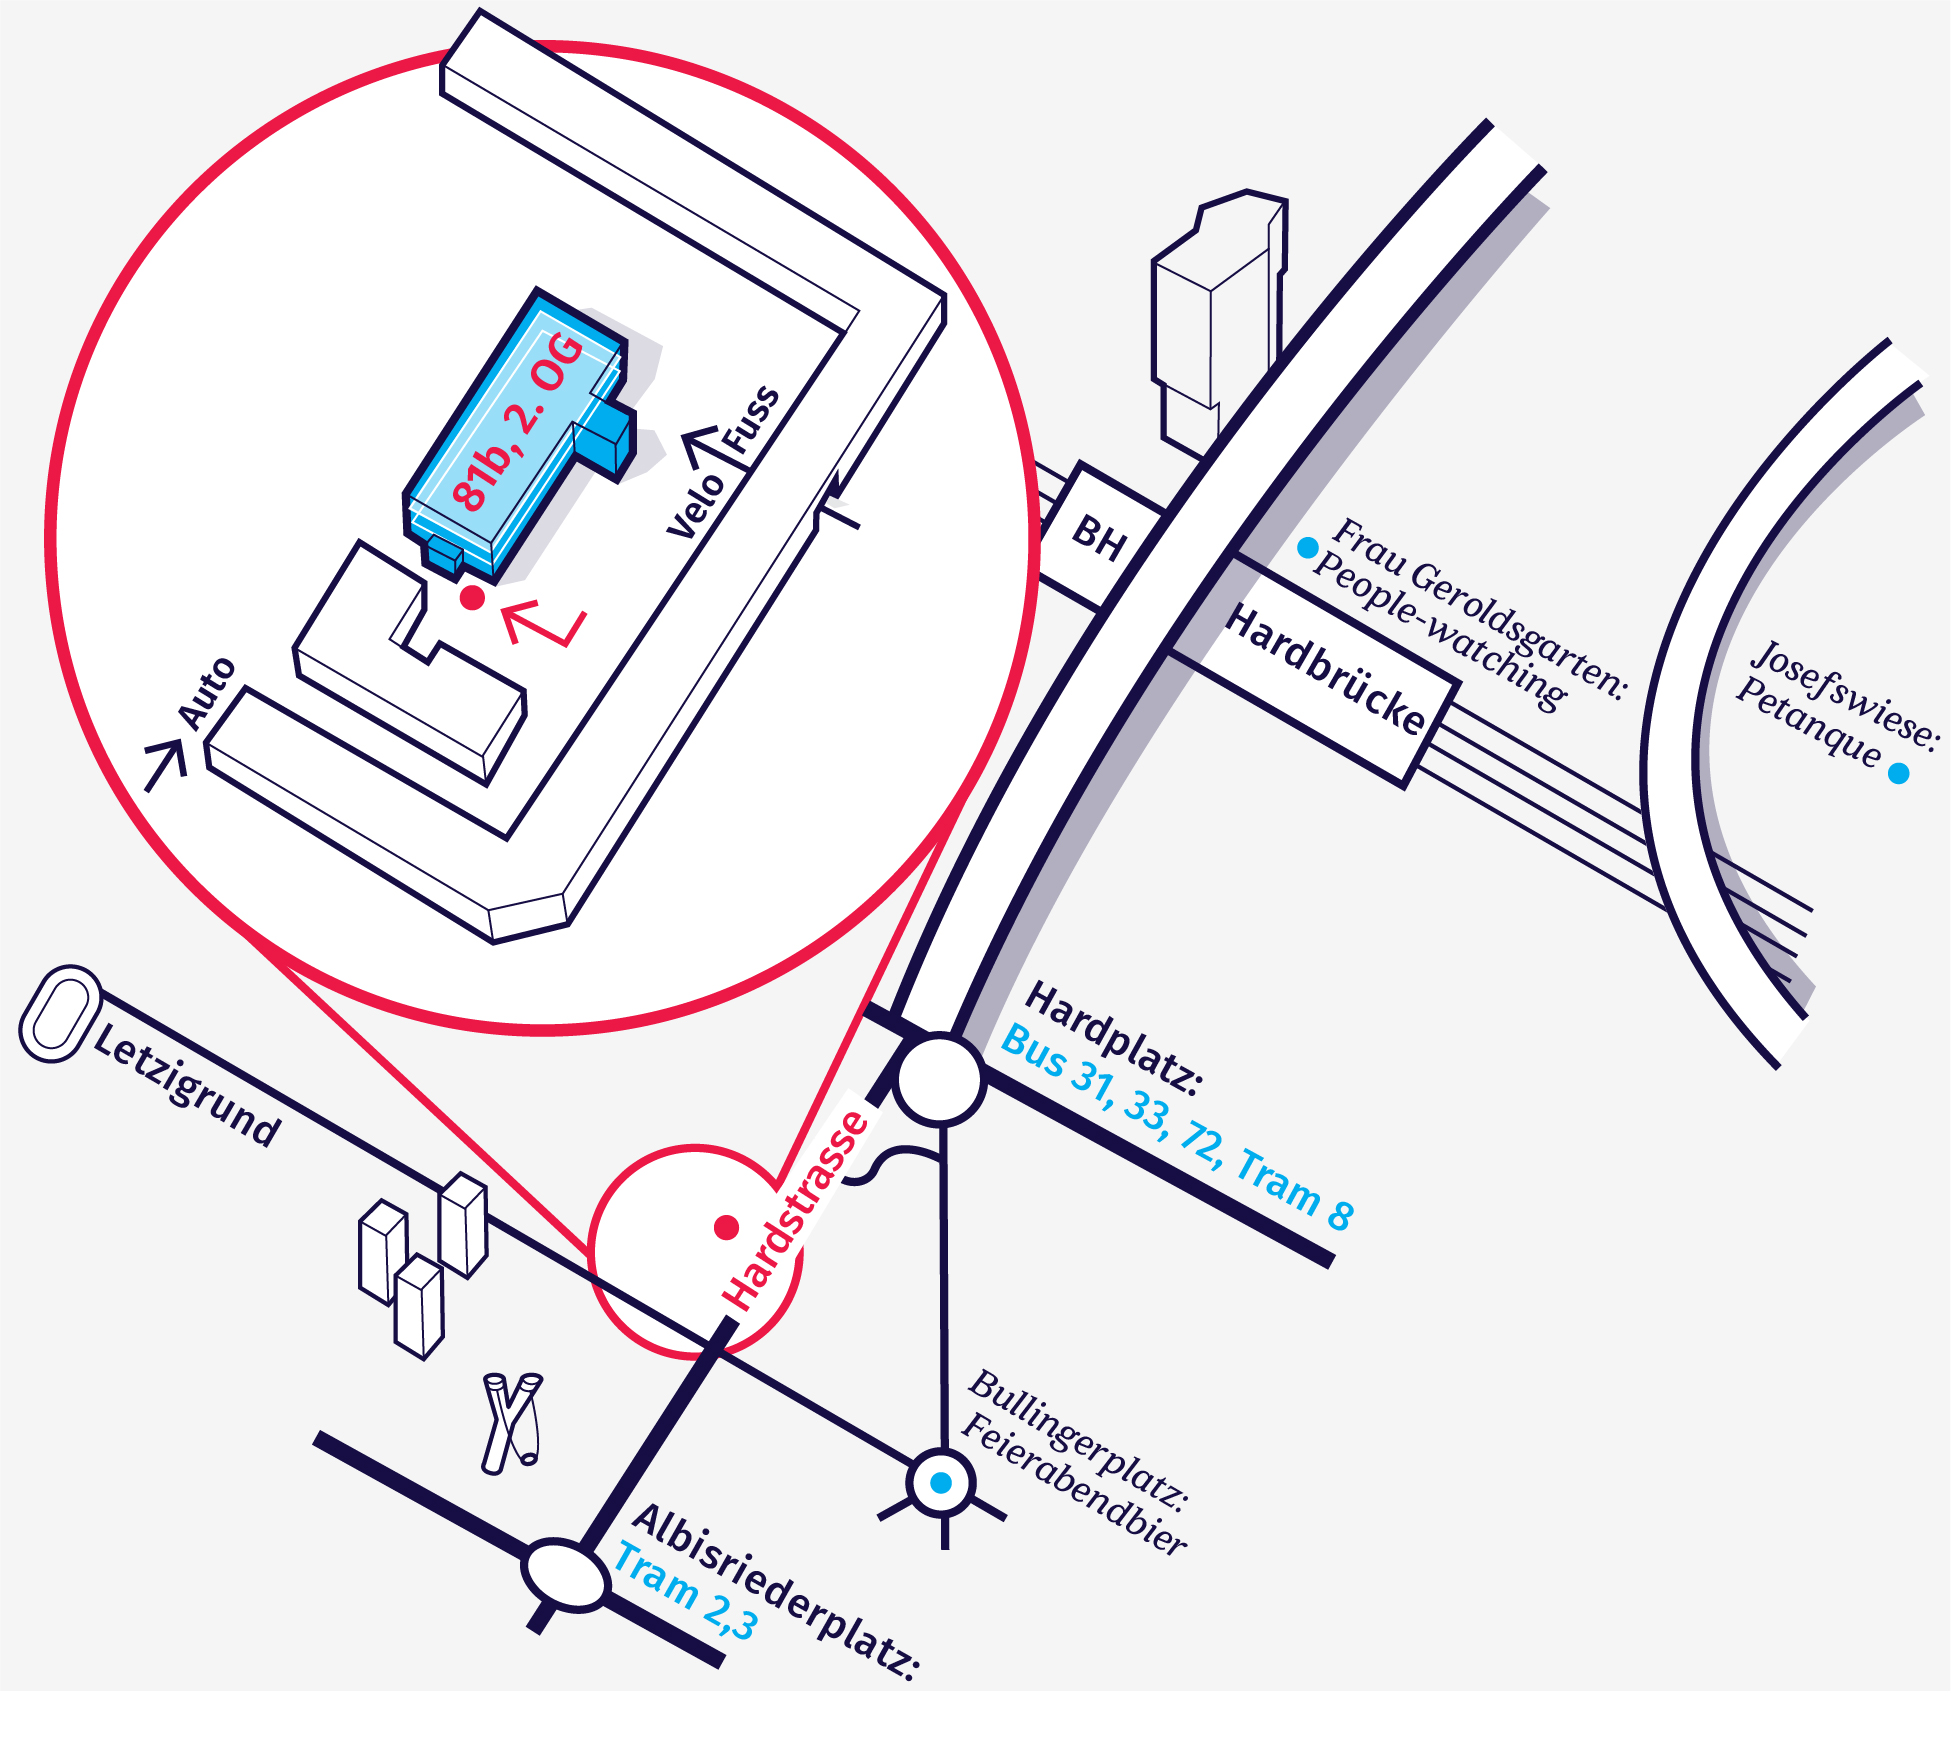 81b, 2. OG
Velo
Fuss
Auto
BH
Hardbrücke
Frau Geroldsgarten:
People-watching
Josefswiese:
Petanque
Hardplatz:
Bus 31, 33, 72, Tram 8
Letzigrund
Hardstrasse
Bullingerplatz:
Feierabendbier
Albisriederplatz:
Tram 2,3